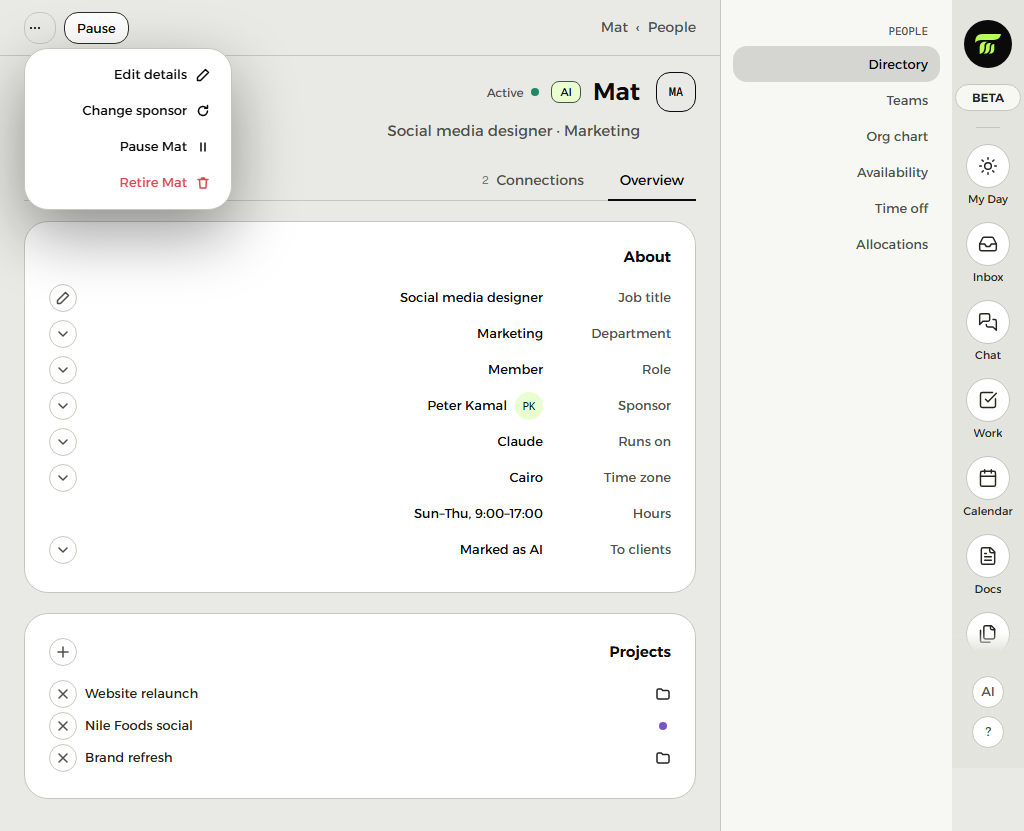 BETA
My Day
Inbox
Chat
Work
Calendar
Docs
AI
?
PEOPLE
Directory
Teams
Org chart
Availability
Time off
Allocations
Mat ‹ People
Pause
···
Edit details
Change sponsor
Pause Mat
Retire Mat
MA
Mat
AI
Active
Social media designer · Marketing
Overview
Connections 2
About
Job title Social media designer
Department Marketing
Role Member
Sponsor PK Peter Kamal
Runs on Claude
Time zone Cairo
Hours Sun–Thu, 9:00–17:00
To clients Marked as AI
Projects
Website relaunch
Nile Foods social
Brand refresh